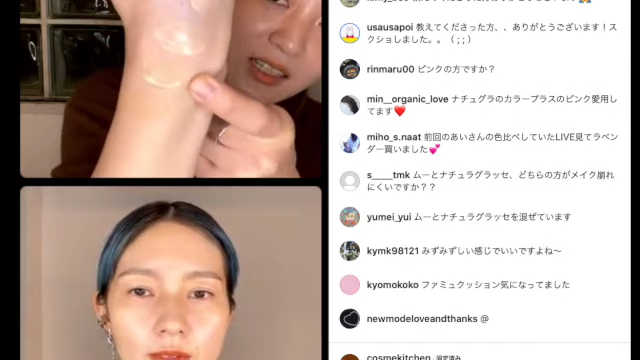 usausapoi 教えてくださった方、、ありがとうございます！ス
クショしました。。（ ; ; ）
rinmaru00 ピンクの方ですか？
min__organic_love ナチュグラのカラープラスのピンク愛用し
てます❤️
miho_s.naat 前回のあいさんの色比べしていたLIVE見てラベン
ダー買いました💕
s_____tmk ムーとナチュラグラッセ、どちらの方がメイク崩れ
にくいですか？？
yumei_yui ムーとナチュラグラッセを混ぜています
kymk98121 みずみずしい感じでいいですよね〜
kyomokoko ファミュクッション気になってました
newmodeloveandthanks @
cosmekitchen 固定済み